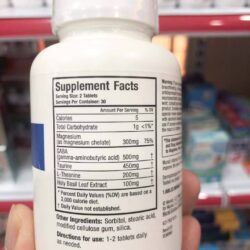 Supplement Facts
Serving Size: 2 Tablets
Servings Per Container: 30
Amount Per Serving %DV
Calories 5
Total Carbohydrate 1g <1%*
Magnesium
(as magnesium chelate) 300mg 75%
GABA
(gamma-aminobutyric acid) 500mg †
Taurine 450mg †
L-Theanine 200mg †
Holy Basil Leaf Extract 100mg †
* Percent Daily Values (%DV) are based on a
2,000 calorie diet.
† Daily Value not established.
Other Ingredients: Sorbitol, stearic acid,
modified cellulose gum, silica.
Directions for use: 1-2 tablets daily
as needed.